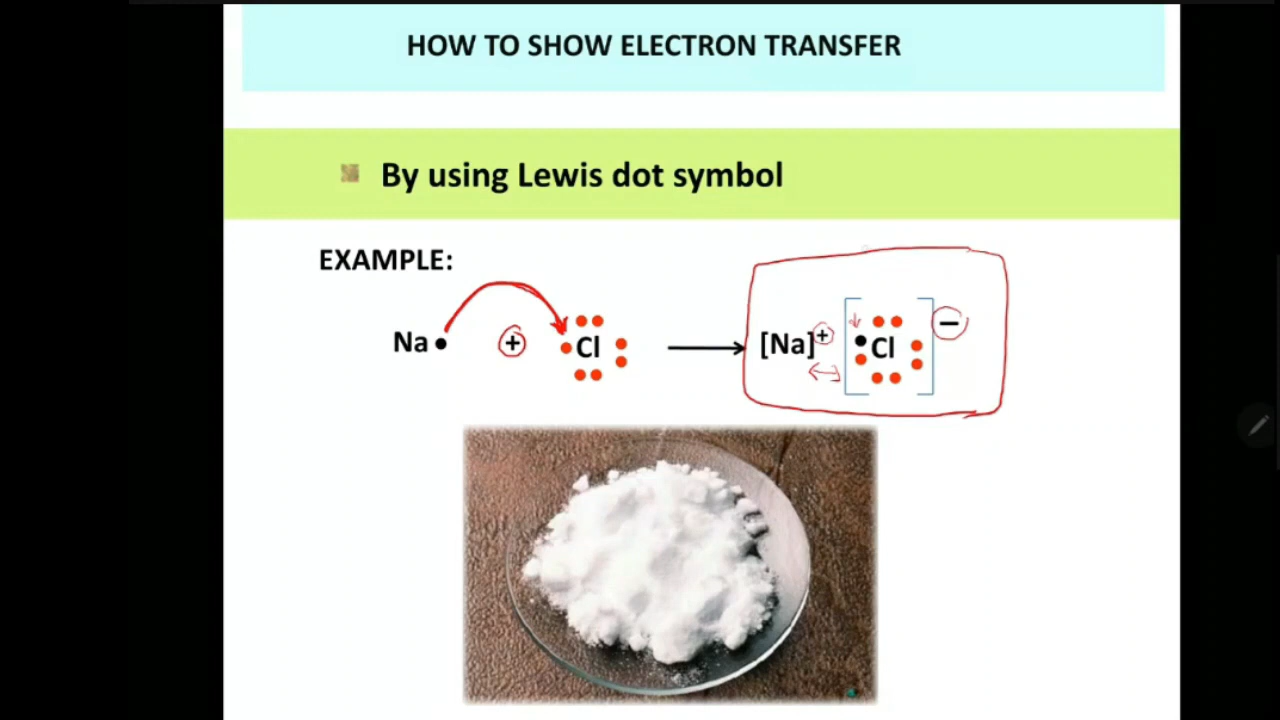 HOW TO SHOW ELECTRON TRANSFER
By using Lewis dot symbol
EXAMPLE:
Na• + Cl → [Na]+ [•Cl]−